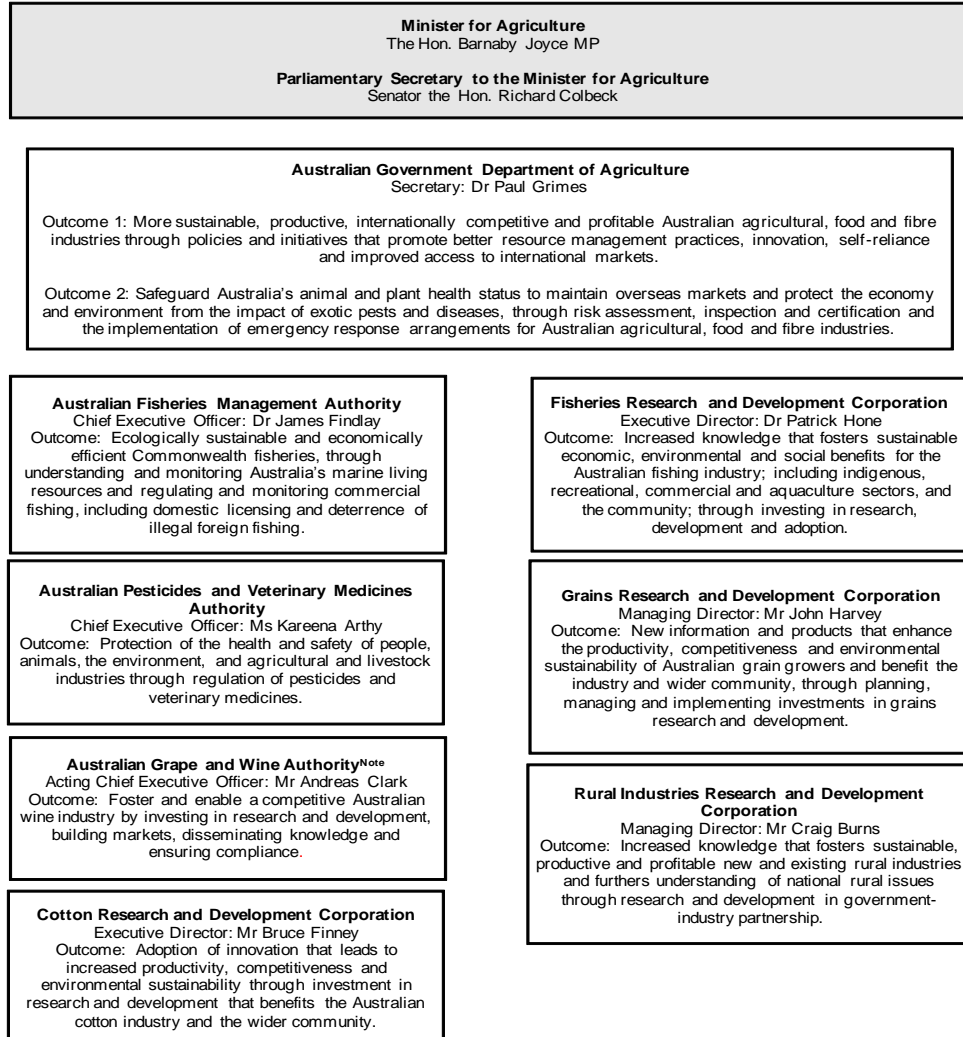 Minister for Agriculture
The Hon. Barnaby Joyce MP
Parliamentary Secretary to the Minister for Agriculture
Senator the Hon. Richard Colbeck
Australian Government Department of Agriculture
Secretary: Dr Paul Grimes
Outcome 1: More sustainable, productive, internationally competitive and profitable Australian agricultural, food and fibre
industries through policies and initiatives that promote better resource management practices, innovation, self-reliance
and improved access to international markets.
Outcome 2: Safeguard Australia's animal and plant health status to maintain overseas markets and protect the economy
and environment from the impact of exotic pests and diseases, through risk assessment, inspection and certification and
the implementation of emergency response arrangements for Australian agricultural, food and fibre industries.
Australian Fisheries Management Authority
Chief Executive Officer: Dr James Findlay
Outcome: Ecologically sustainable and economically
efficient Commonwealth fisheries, through
understanding and monitoring Australia's marine living
resources and regulating and monitoring commercial
fishing, including domestic licensing and deterrence of
illegal foreign fishing.
Australian Pesticides and Veterinary Medicines
Authority
Chief Executive Officer: Ms Kareena Arthy
Outcome: Protection of the health and safety of people,
animals, the environment, and agricultural and livestock
industries through regulation of pesticides and
veterinary medicines.
Australian Grape and Wine AuthorityNote
Acting Chief Executive Officer: Mr Andreas Clark
Outcome: Foster and enable a competitive Australian
wine industry by investing in research and development,
building markets, disseminating knowledge and
ensuring compliance.
Cotton Research and Development Corporation
Executive Director: Mr Bruce Finney
Outcome: Adoption of innovation that leads to
increased productivity, competitiveness and
environmental sustainability through investment in
research and development that benefits the Australian
cotton industry and the wider community.
Fisheries Research and Development Corporation
Executive Director: Dr Patrick Hone
Outcome: Increased knowledge that fosters sustainable
economic, environmental and social benefits for the
Australian fishing industry; including indigenous,
recreational, commercial and aquaculture sectors, and
the community; through investing in research,
development and adoption.
Grains Research and Development Corporation
Managing Director: Mr John Harvey
Outcome: New information and products that enhance
the productivity, competitiveness and environmental
sustainability of Australian grain growers and benefit the
industry and wider community, through planning,
managing and implementing investments in grains
research and development.
Rural Industries Research and Development
Corporation
Managing Director: Mr Craig Burns
Outcome: Increased knowledge that fosters sustainable,
productive and profitable new and existing rural industries
and furthers understanding of national rural issues
through research and development in government-
industry partnership.